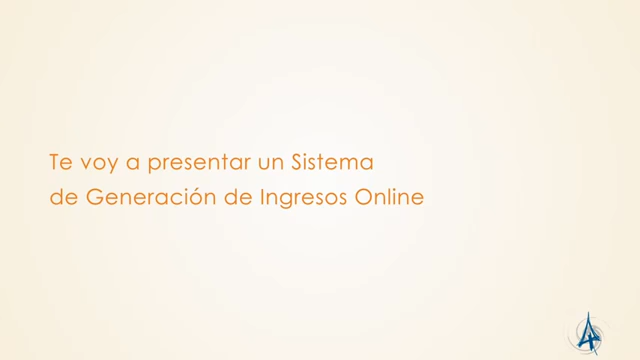 Te voy a presentar un Sistema
de Generación de Ingresos Online